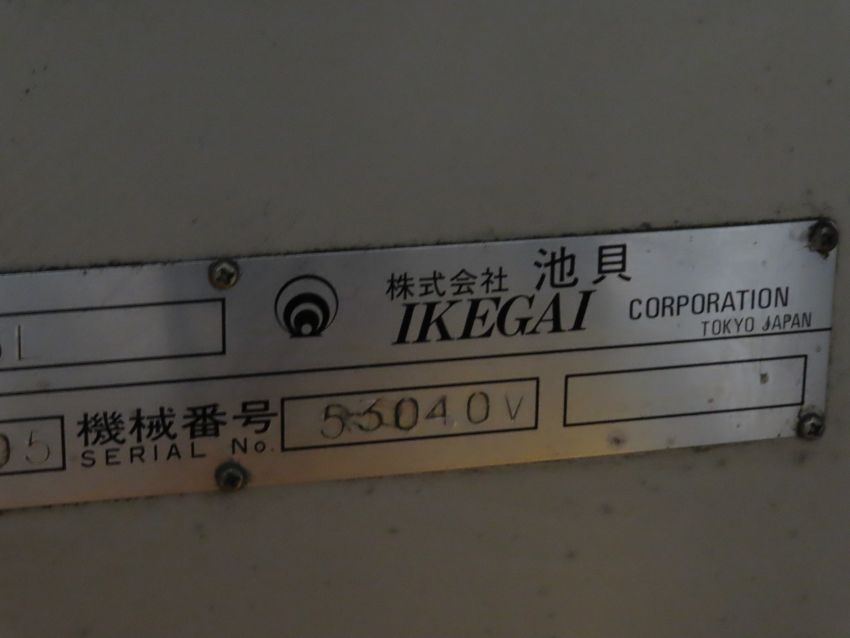 株式会社 池貝
IKEGAI CORPORATION
TOKYO JAPAN
機械番号 53040V
SERIAL No.